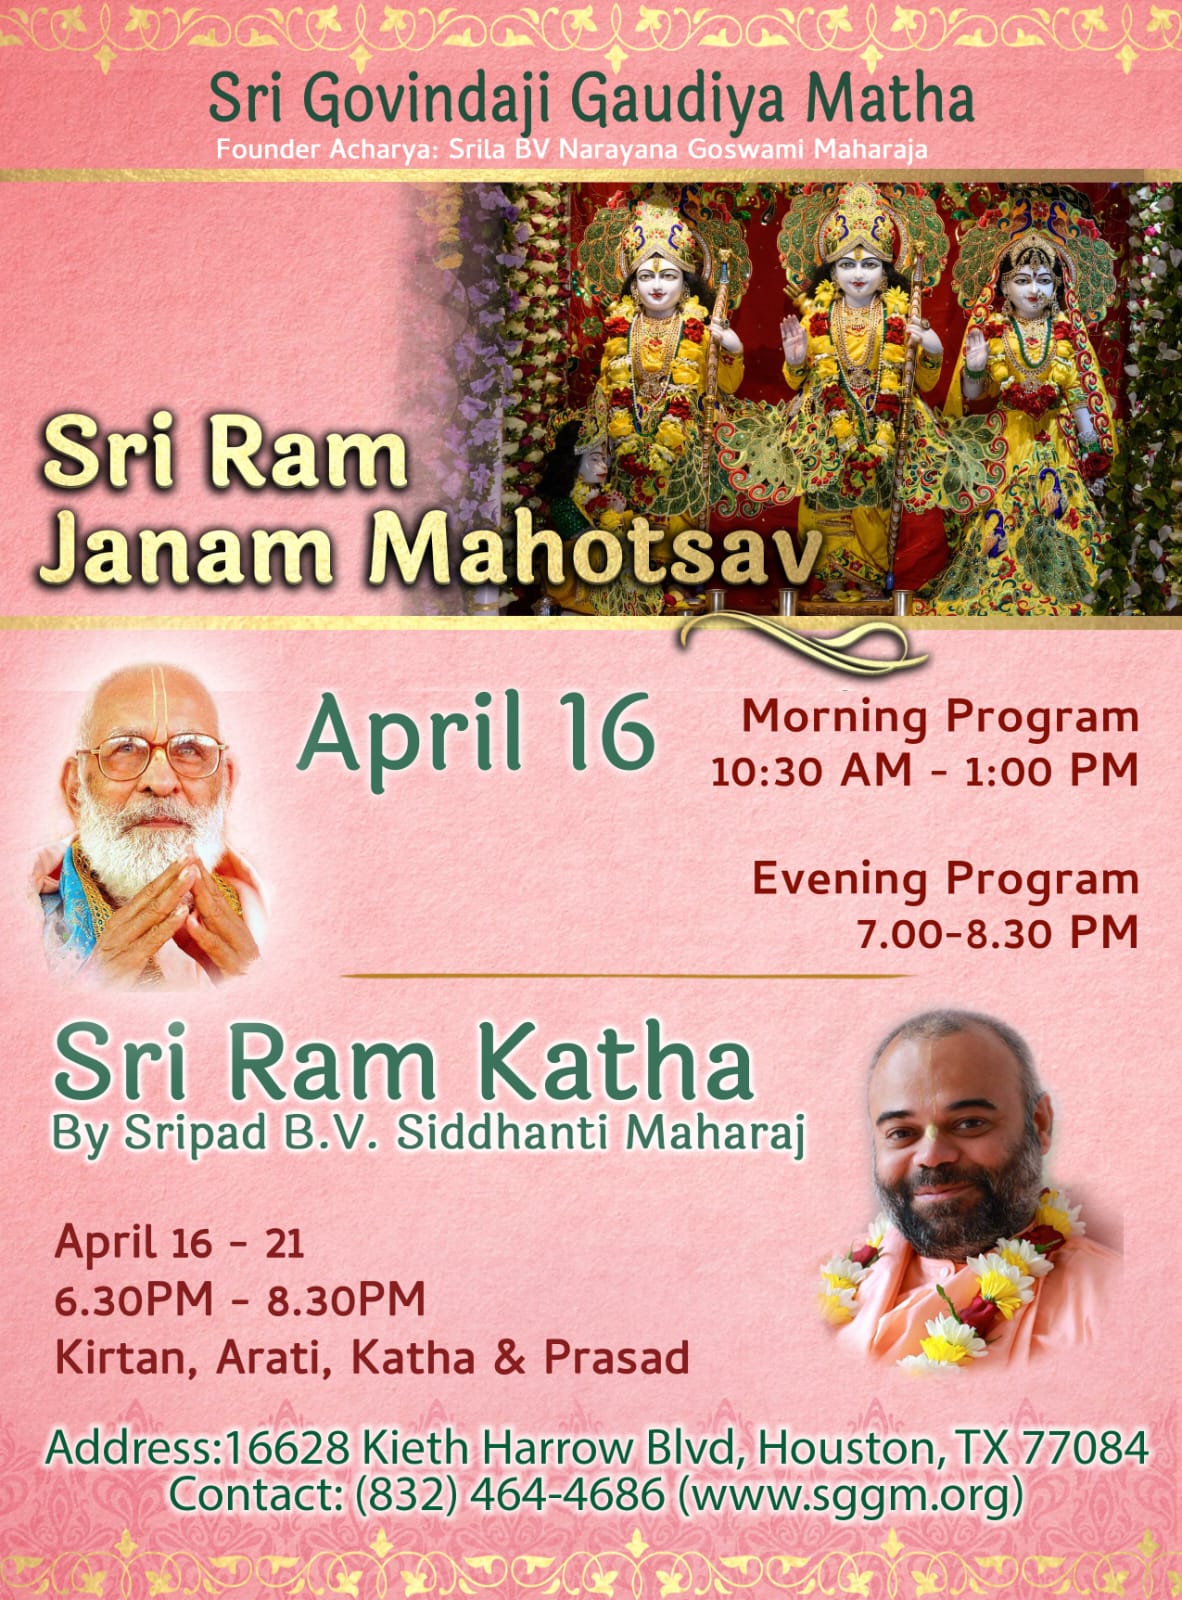 Sri Govindaji Gaudiya Matha
Founder Acharya: Srila BV Narayana Goswami Maharaja
Sri Ram
Janam Mahotsav
April 16
Morning Program
10:30 AM - 1:00 PM
Evening Program
7.00-8.30 PM
Sri Ram Katha
By Sripad B.V. Siddhanti Maharaj
April 16 - 21
6.30PM - 8.30PM
Kirtan, Arati, Katha & Prasad
Address:16628 Kieth Harrow Blvd, Houston, TX 77084
Contact: (832) 464-4686 (www.sggm.org)